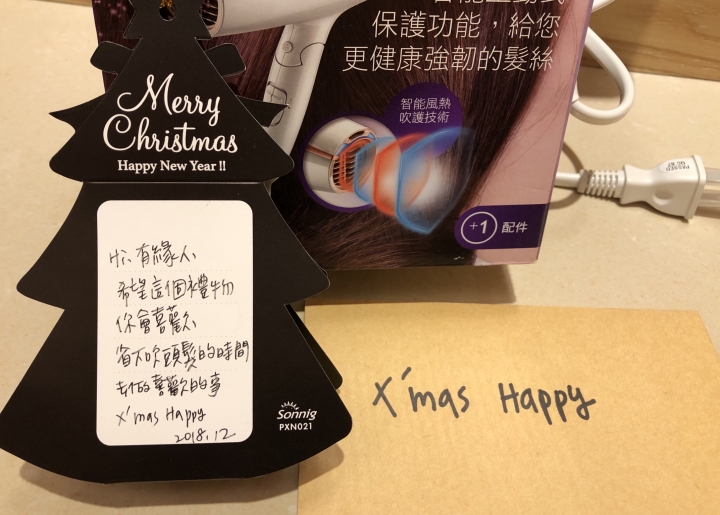 Merry
Christmas
Happy New Year !!
Hi, 有緣人
希望這個禮物
你會喜歡
省下吹頭髮的時間
去做喜歡的事
X'mas Happy
2018.12
Sonnig
PXN021
保護功能，給您
更健康強韌的髮絲
智能風熱
吹護技術
+1 配件
X'mas Happy